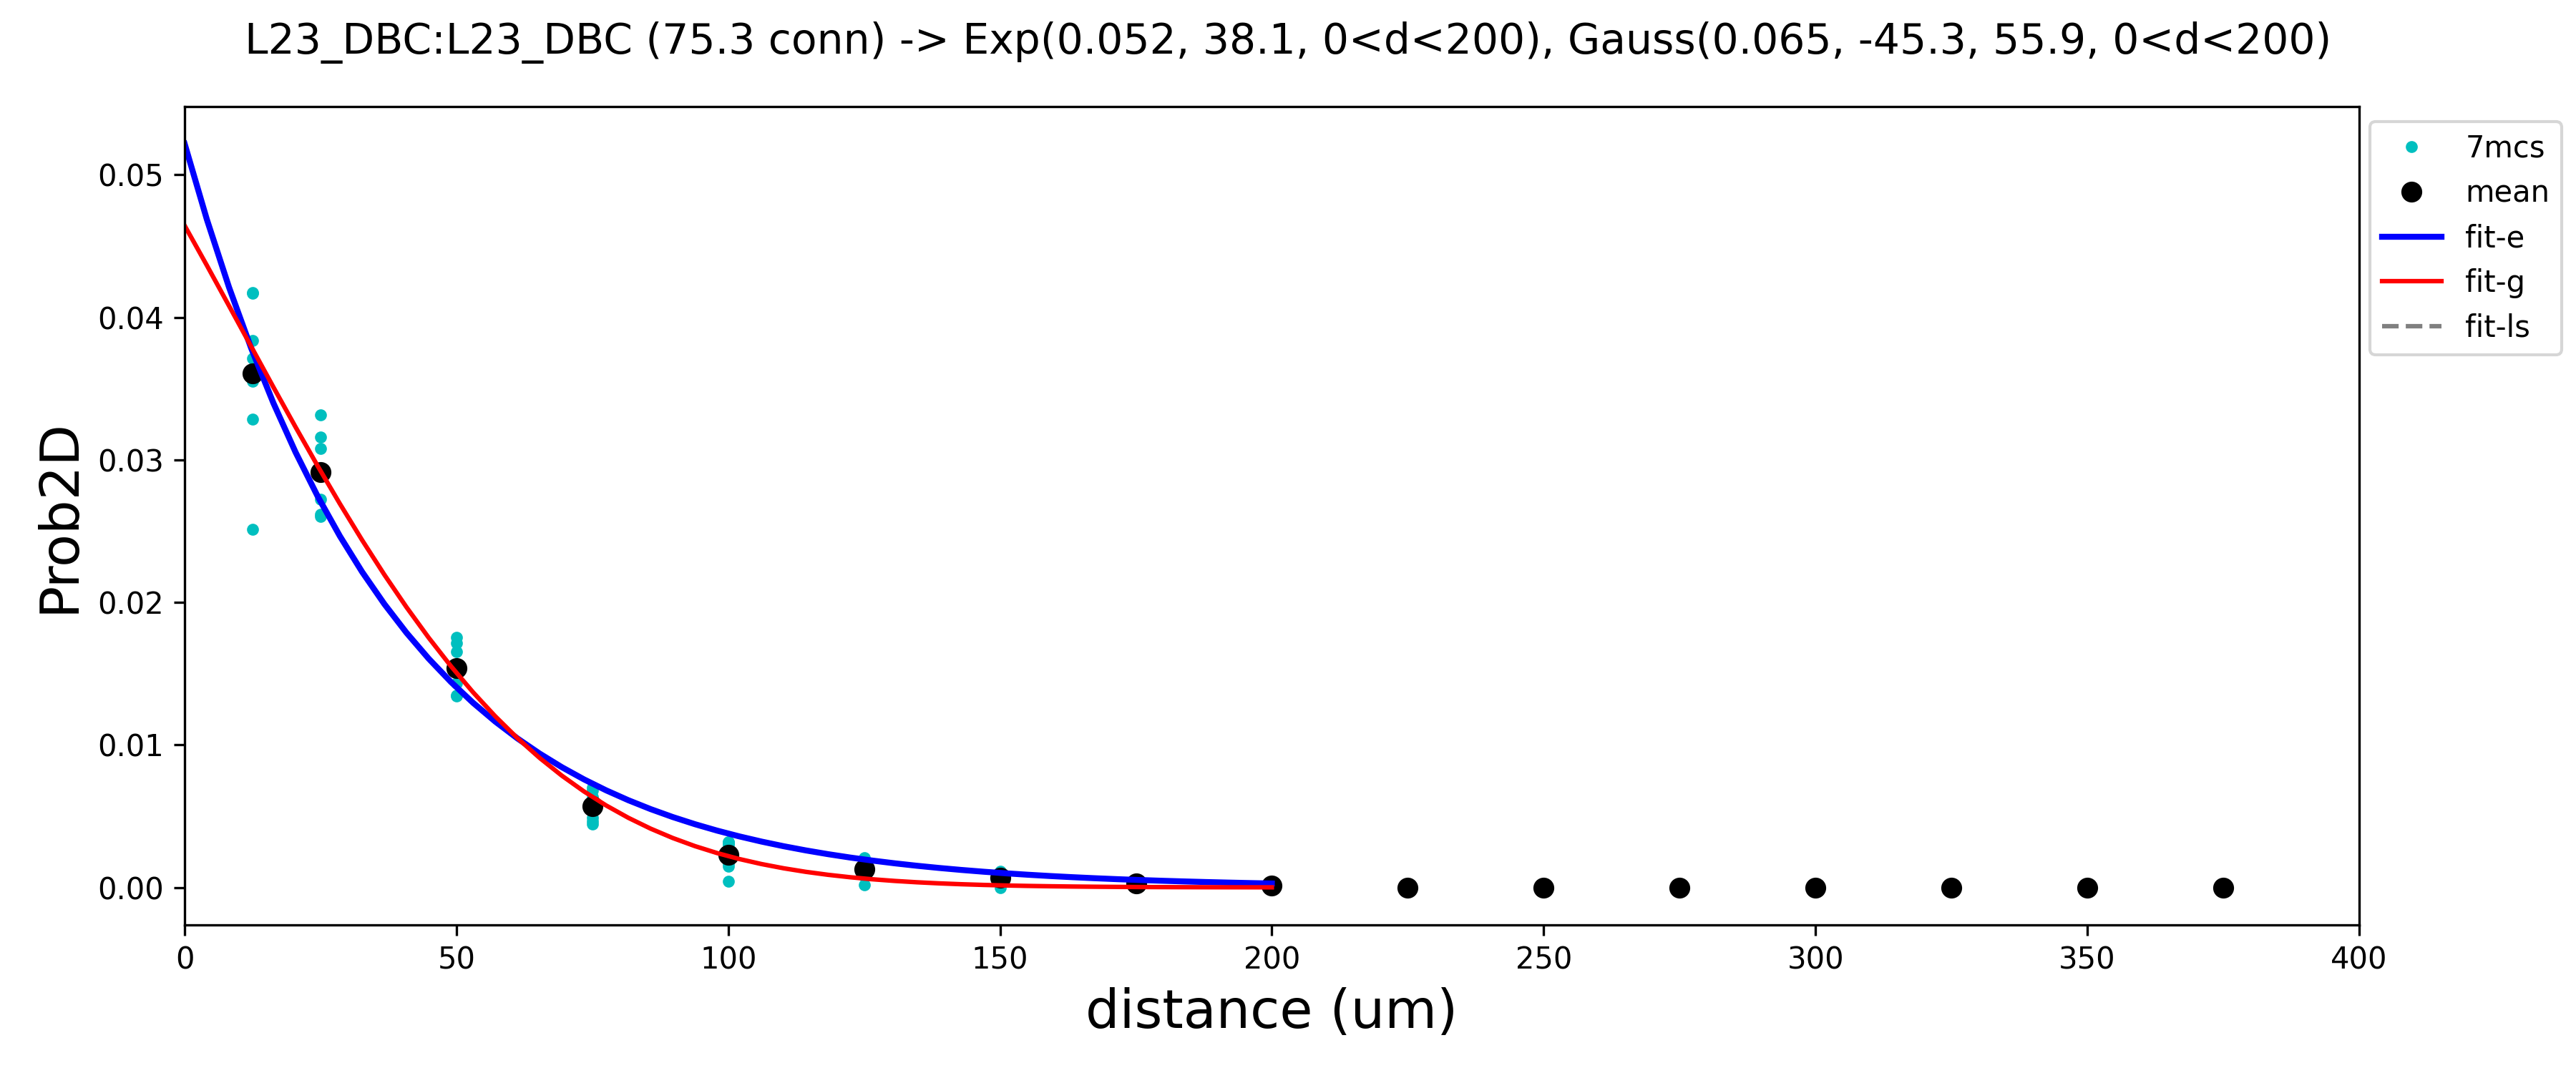 L23_DBC:L23_DBC (75.3 conn) -> Exp(0.052, 38.1, 0<d<200), Gauss(0.065, -45.3, 55.9, 0<d<200)
7mcs
mean
fit-e
fit-g
fit-ls
Prob2D
0.05
0.04
0.03
0.02
0.01
0.00
0 50 100 150 200 250 300 350 400
distance (um)